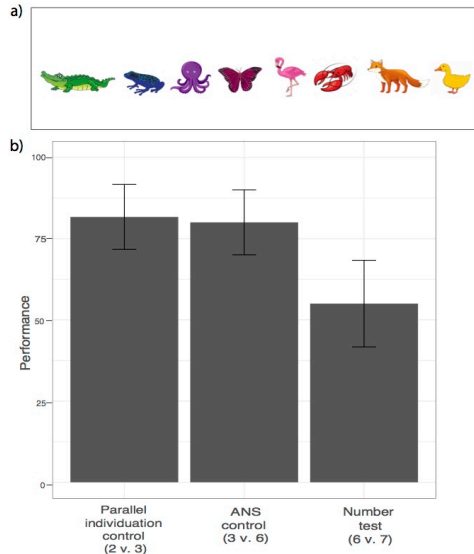 a)
b)
100
75
50
25
0
Performance
Parallel
individuation
control
(2 v. 3)
ANS
control
(3 v. 6)
Number
test
(6 v. 7)